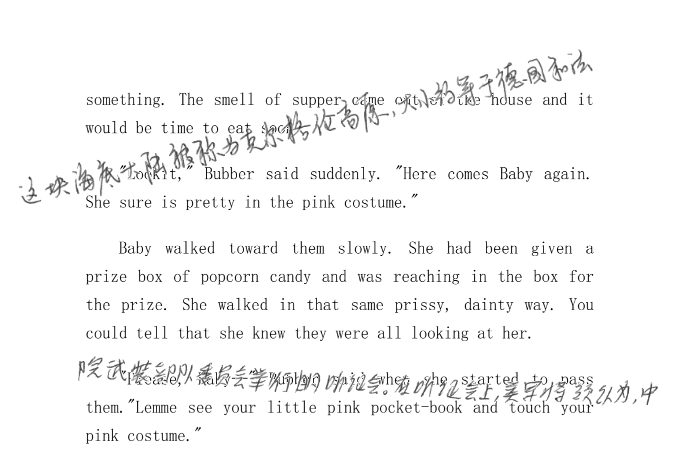 something. The smell of supper came out of the house and it
would be time to eat soon.
这块海底大陆被称为克尔格伦高原,大小约等于德国和法
"Lookit," Bubber said suddenly. "Here comes Baby again.
She sure is pretty in the pink costume."
Baby walked toward them slowly. She had been given a
prize box of popcorn candy and was reaching in the box for
the prize. She walked in that same prissy, dainty way. You
could tell that she knew they were all looking at her.
院武装部队委员会举行的听证会。在听证会上,美军将领认为,中
"Please, Baby" when she started to pass
them."Lemme see your little pink pocket-book and touch your
pink costume."